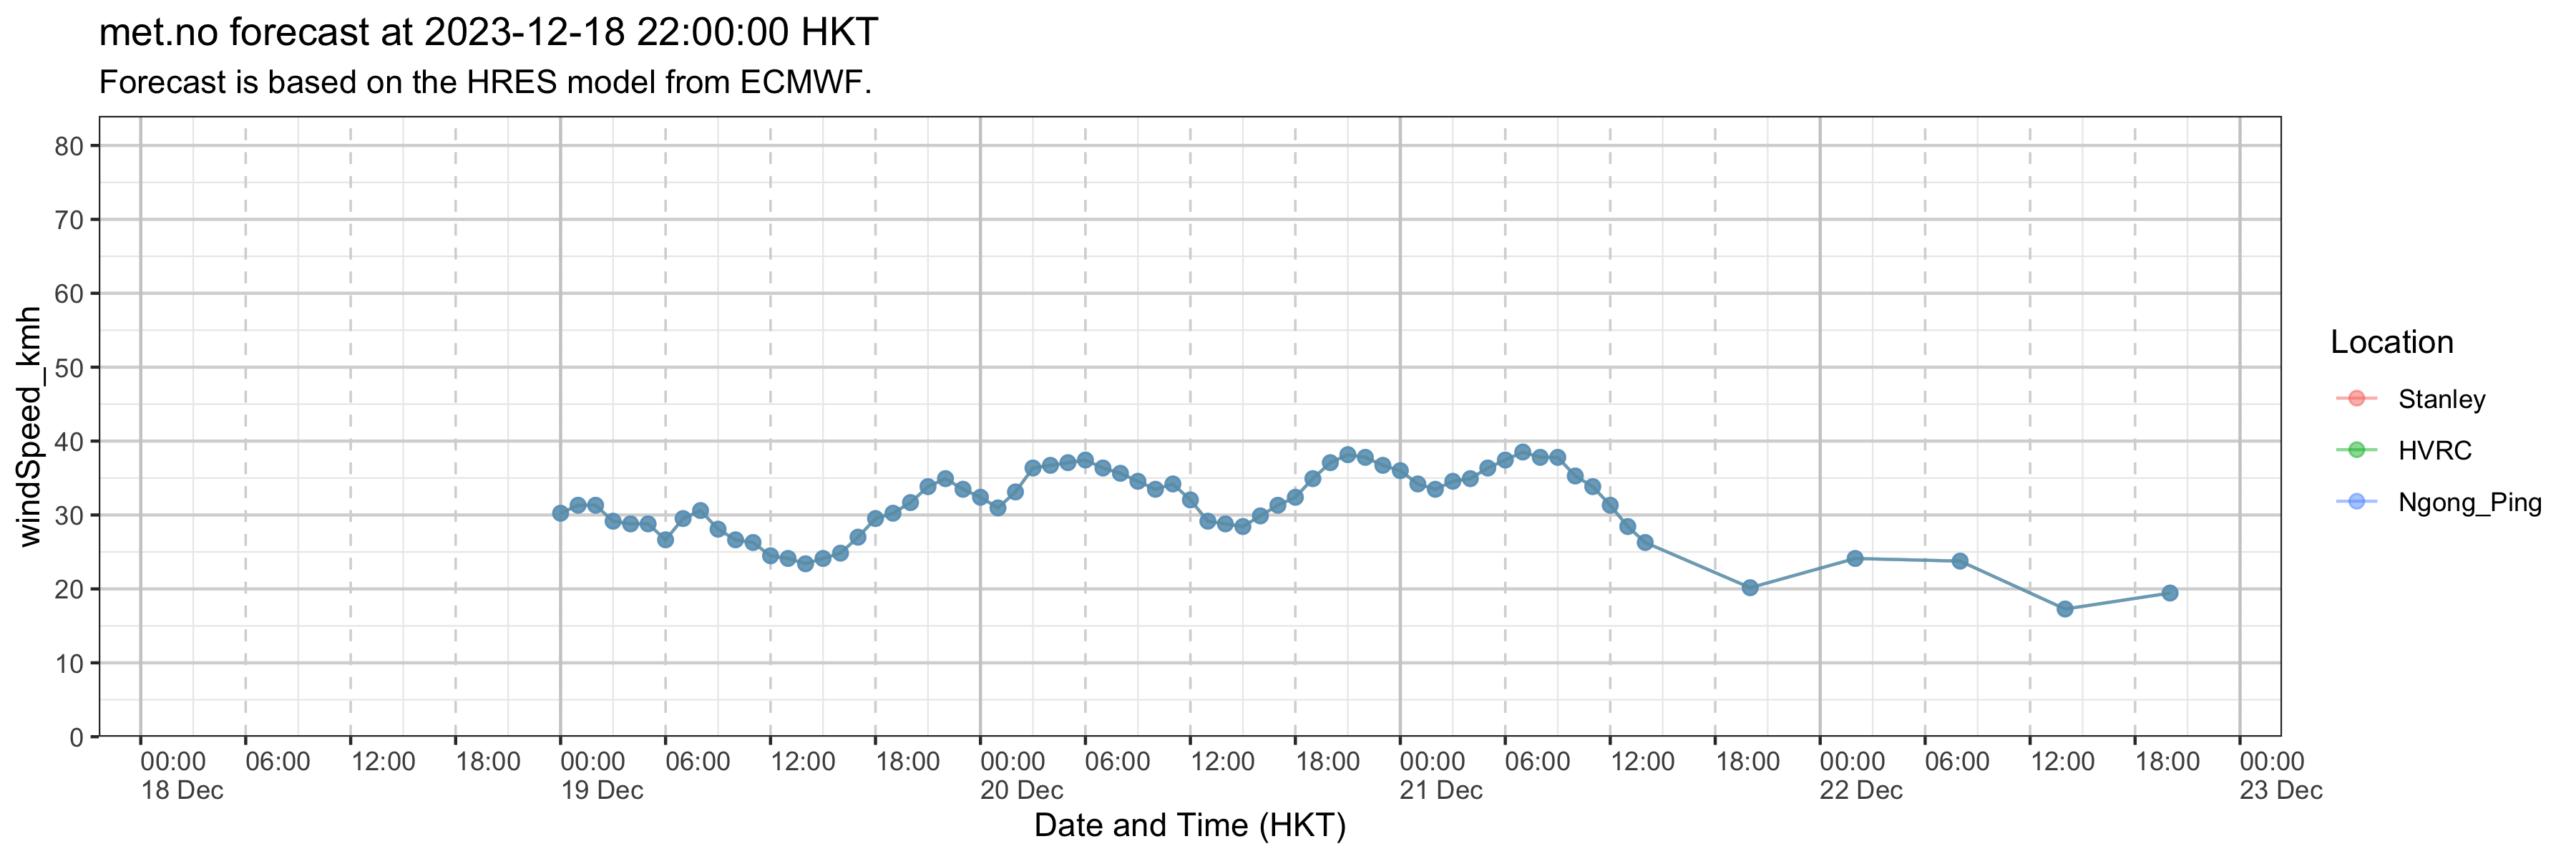 met.no forecast at 2023-12-18 22:00:00 HKT
Forecast is based on the HRES model from ECMWF.
windSpeed_kmh
80
70
60
50
40
30
20
10
0
00:00 06:00 12:00 18:00 00:00 06:00 12:00 18:00 00:00 06:00 12:00 18:00 00:00 06:00 12:00 18:00 00:00 06:00 12:00 18:00 00:00
18 Dec 19 Dec 20 Dec 21 Dec 22 Dec 23 Dec
Date and Time (HKT)
Location
Stanley
HVRC
Ngong_Ping